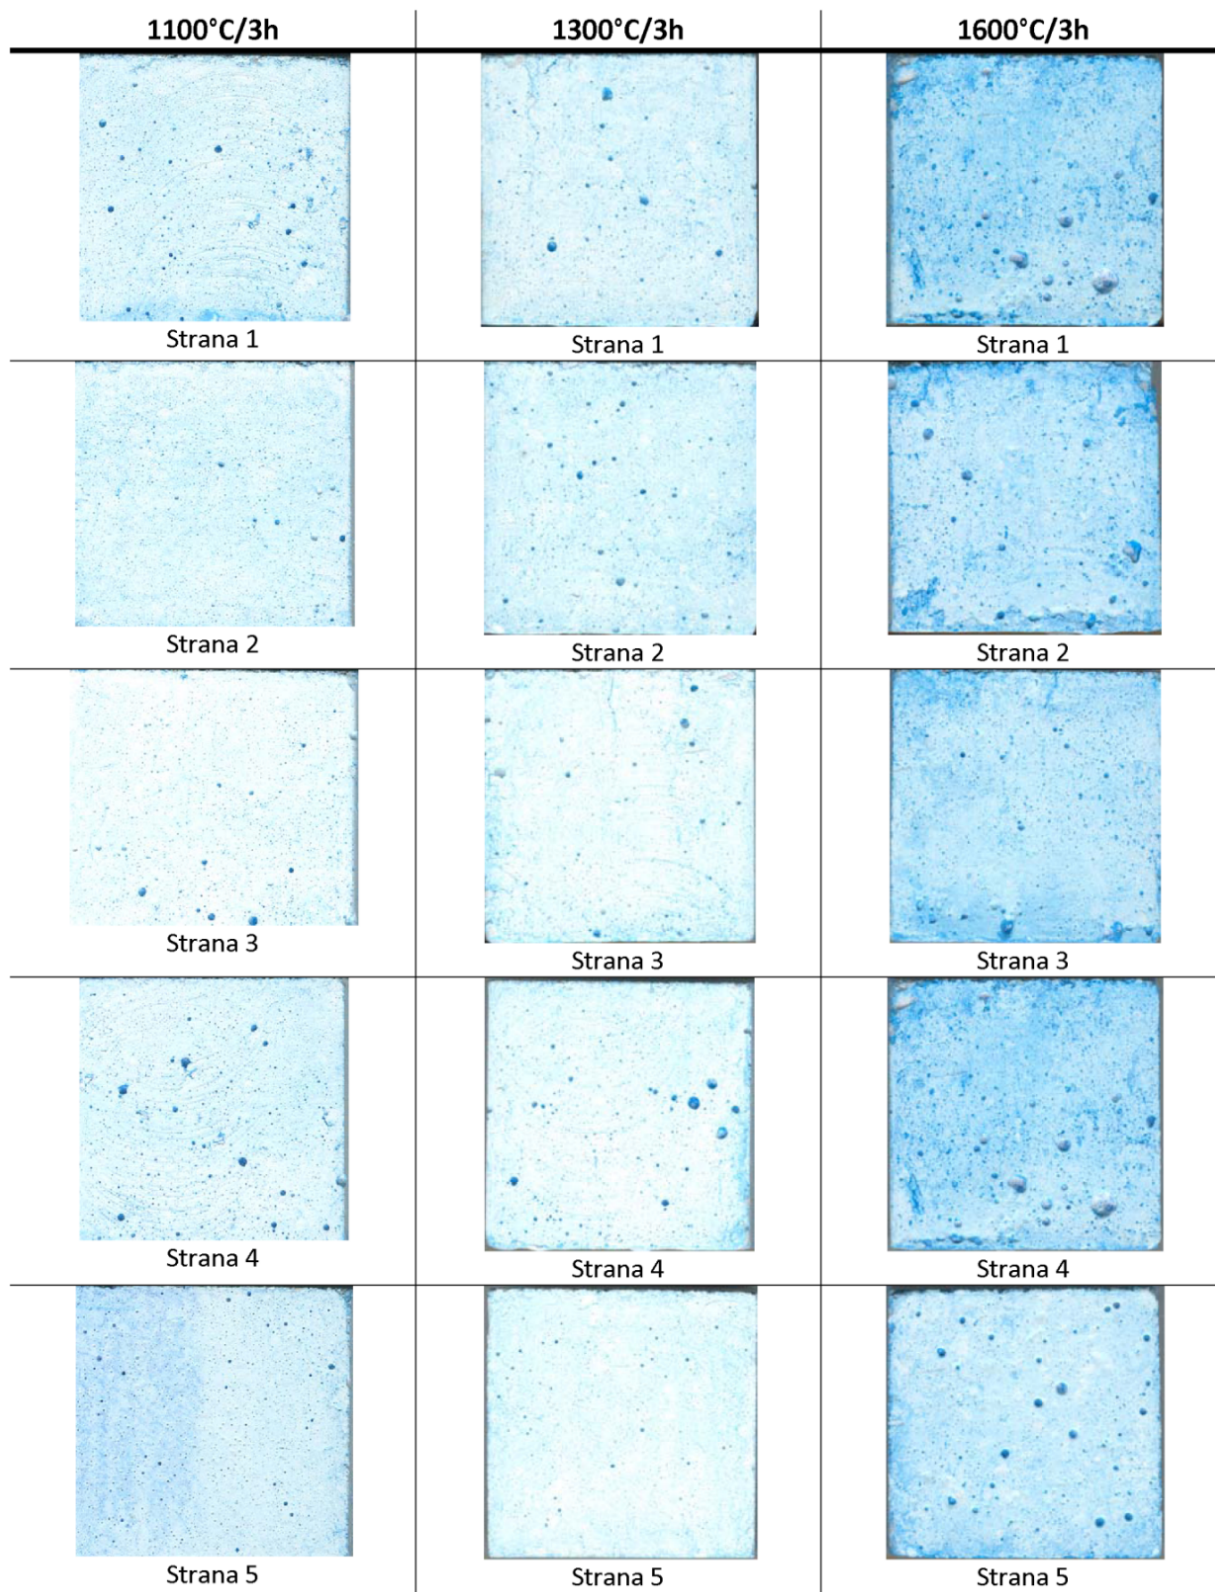 1100°C/3h 1300°C/3h 1600°C/3h
Strana 1 Strana 1 Strana 1
Strana 2 Strana 2 Strana 2
Strana 3 Strana 3 Strana 3
Strana 4 Strana 4 Strana 4
Strana 5 Strana 5 Strana 5